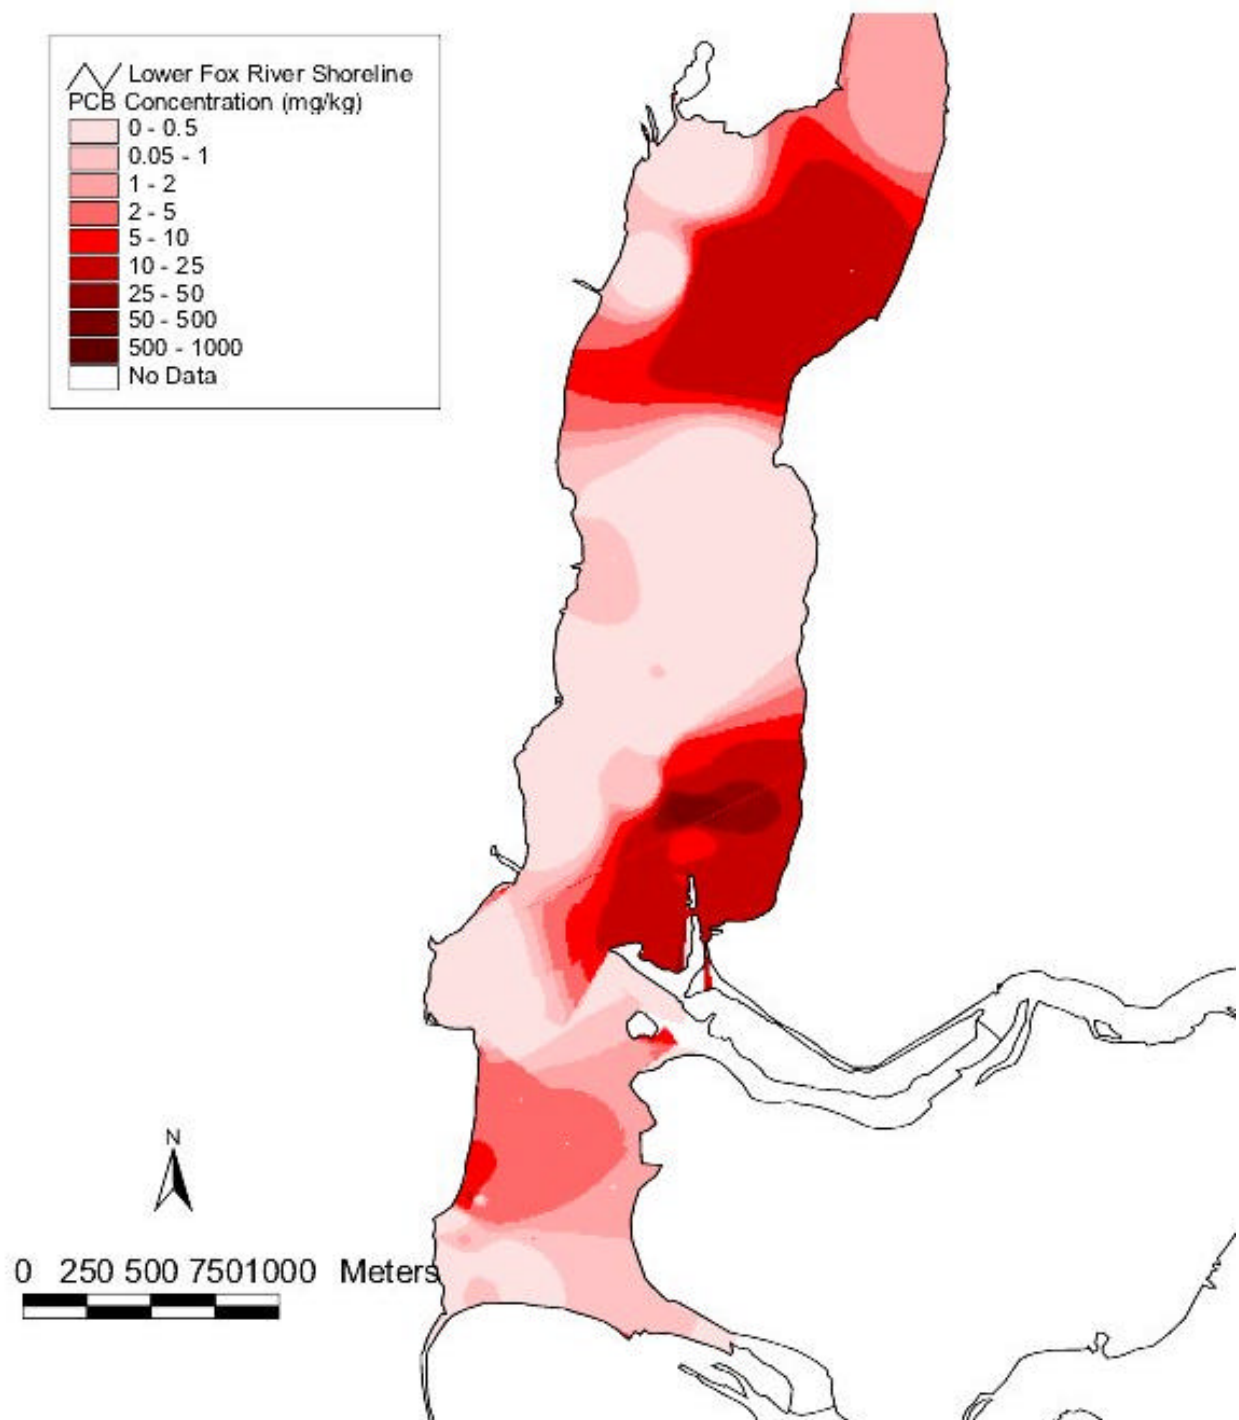 Lower Fox River Shoreline
PCB Concentration (mg/kg)
0 - 0.5
0.05 - 1
1 - 2
2 - 5
5 - 10
10 - 25
25 - 50
50 - 500
500 - 1000
No Data
N
0 250 500 7501000 Meters